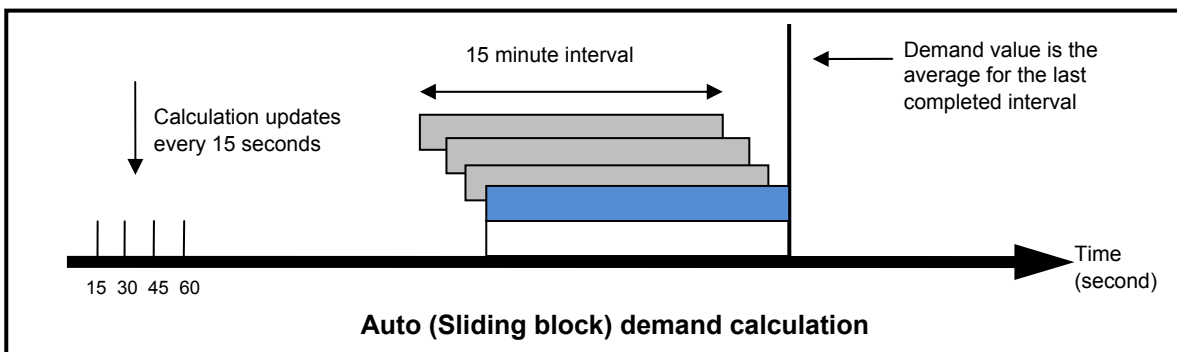 15 minute interval
Demand value is the
average for the last
completed interval
Calculation updates
every 15 seconds
15 30 45 60
Time
(second)
Auto (Sliding block) demand calculation